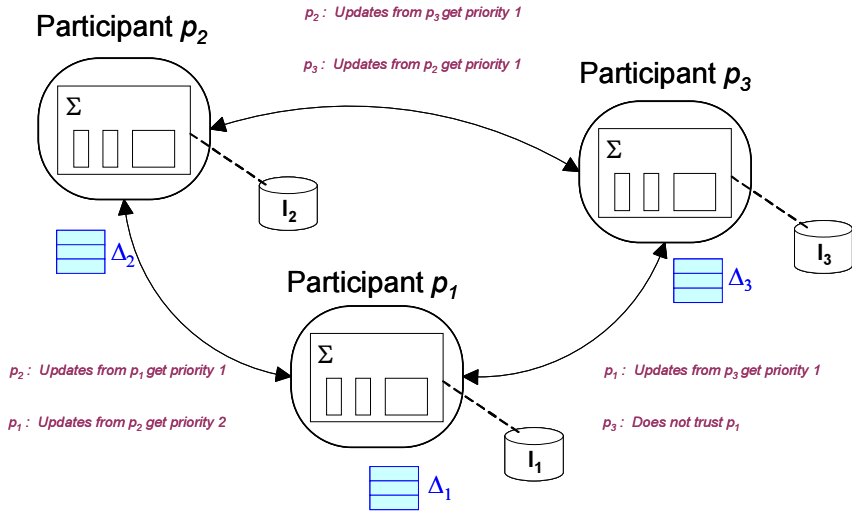 p2 : Updates from p3 get priority 1
Participant p2
p3 : Updates from p2 get priority 1
Participant p3
Σ
Σ
I2
Δ2
I3
Δ3
Participant p1
Σ
p2 : Updates from p1 get priority 1
p1 : Updates from p3 get priority 1
p1 : Updates from p2 get priority 2
p3 : Does not trust p1
I1
Δ1